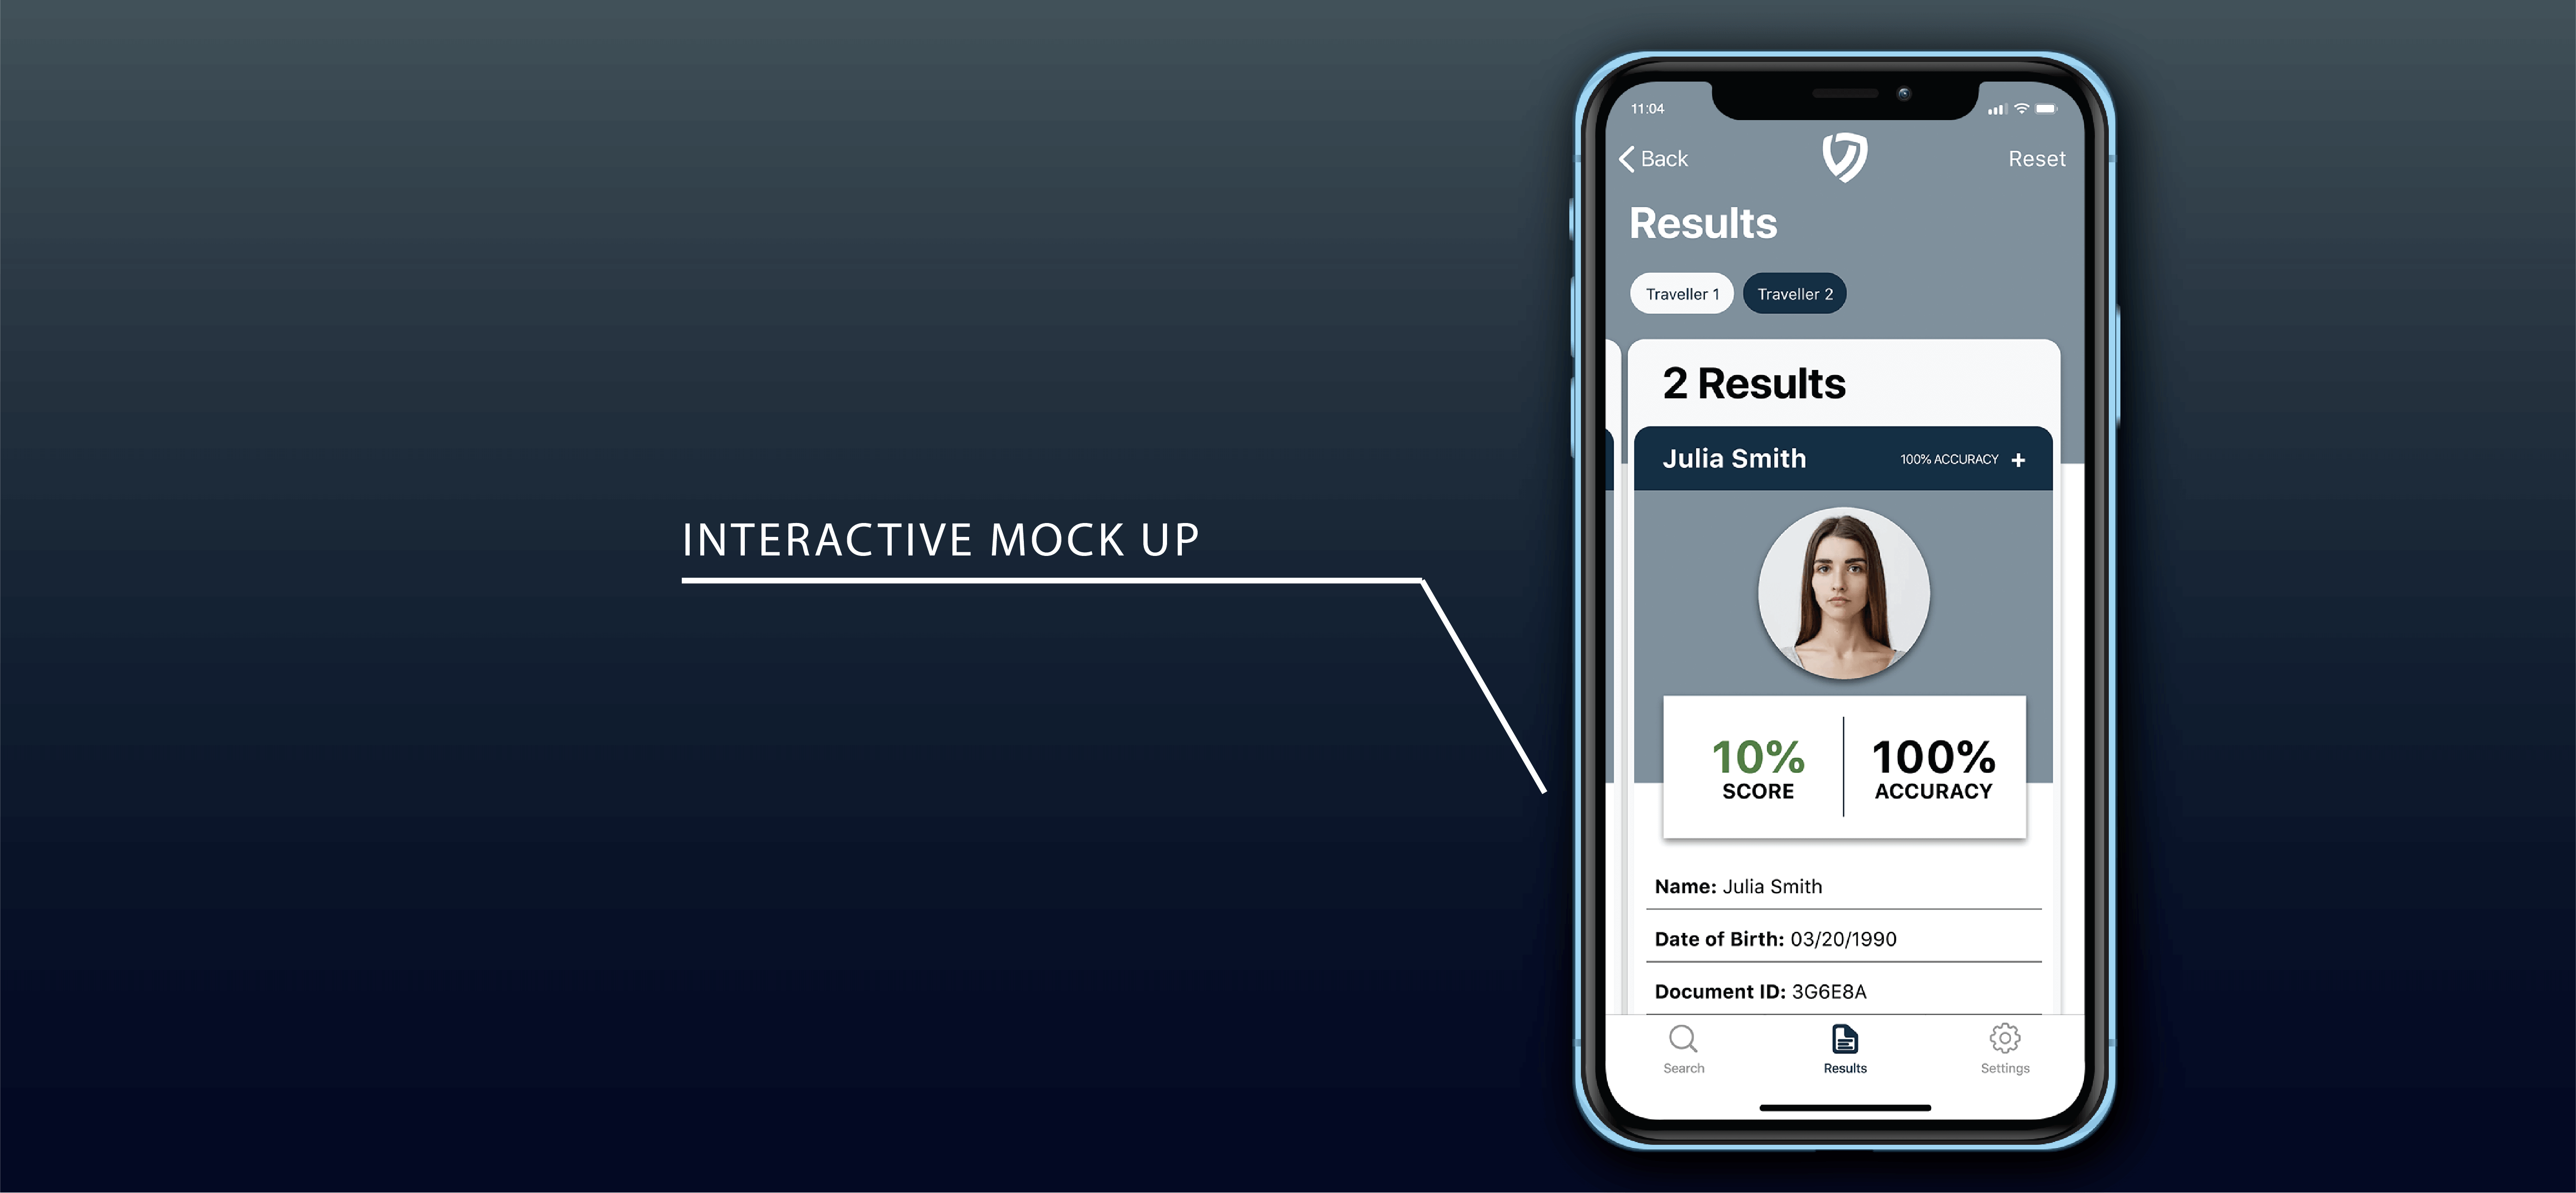 INTERACTIVE MOCK UP
11:04
Back
Reset
Results
Traveller 1
Traveller 2
2 Results
Julia Smith
100% ACCURACY +
10%
SCORE
100%
ACCURACY
Name: Julia Smith
Date of Birth: 03/20/1990
Document ID: 3G6E8A
Search
Results
Settings